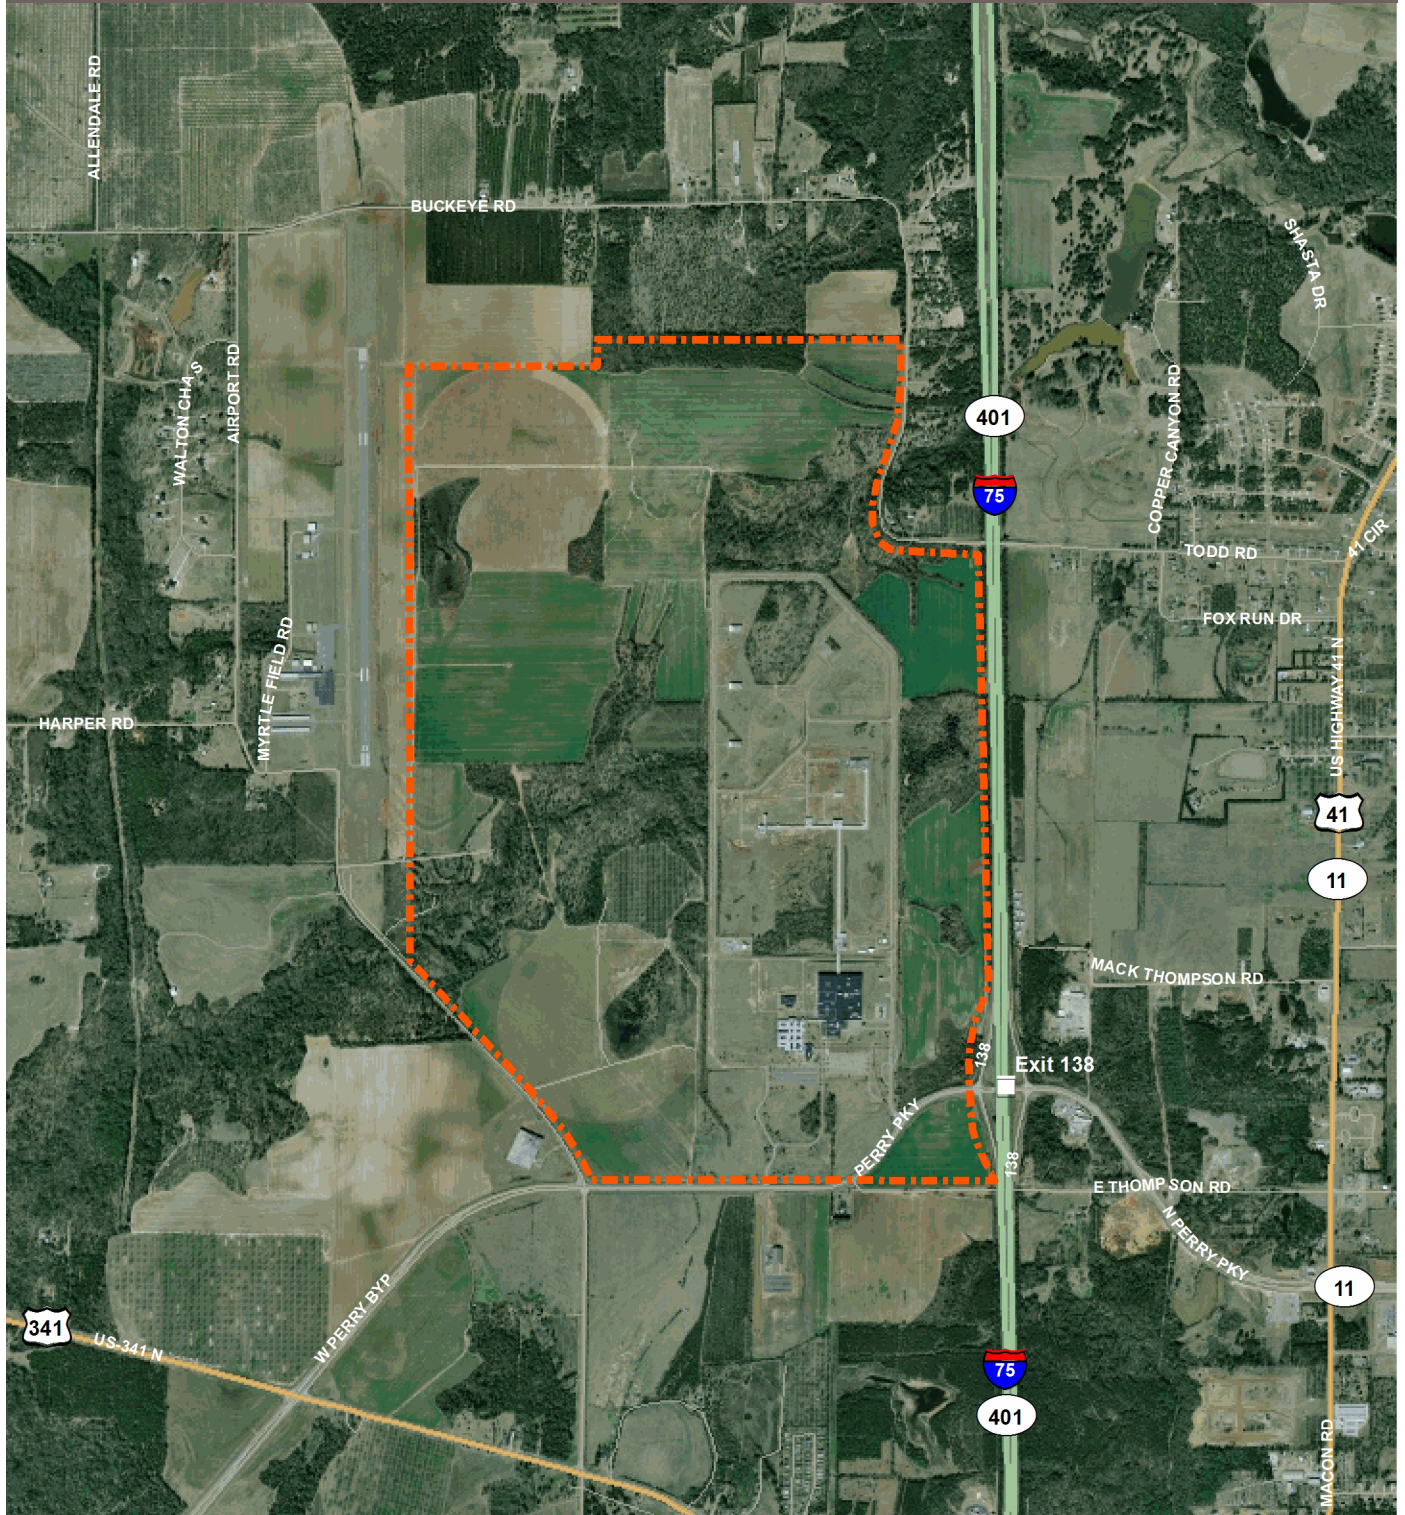 ALLENDALE RD
BUCKEYE RD
SHASTA DR
WALTON CHAS
AIRPORT RD
401
75
COPPER CANYON RD
TODD RD
41 CIR
FOX RUN DR
MYRTLE FIELD RD
HARPER RD
US HIGHWAY 41 N
41
11
MACK THOMPSON RD
138
Exit 138
PERRY PKY
138
E THOMPSON RD
N PERRY PKY
11
341
US-341 N
W PERRY BYP
75
401
MACON RD